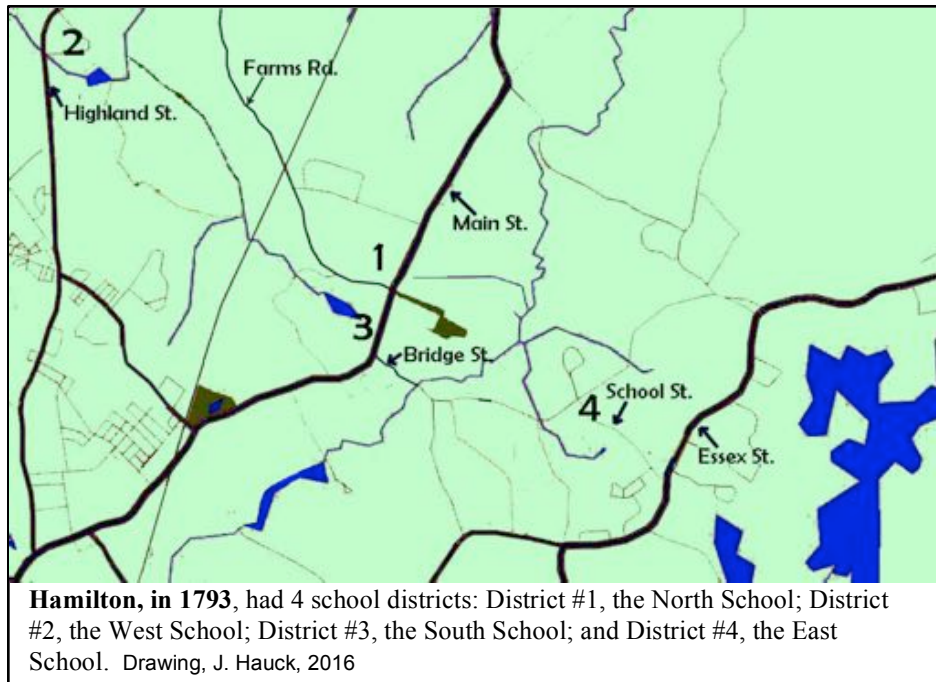 2
Farms Rd.
Highland St.
Main St.
1
3
Bridge St.
School St.
4
Essex St.
Hamilton, in 1793, had 4 school districts: District #1, the North School; District
#2, the West School; District #3, the South School; and District #4, the East
School. Drawing, J. Hauck, 2016